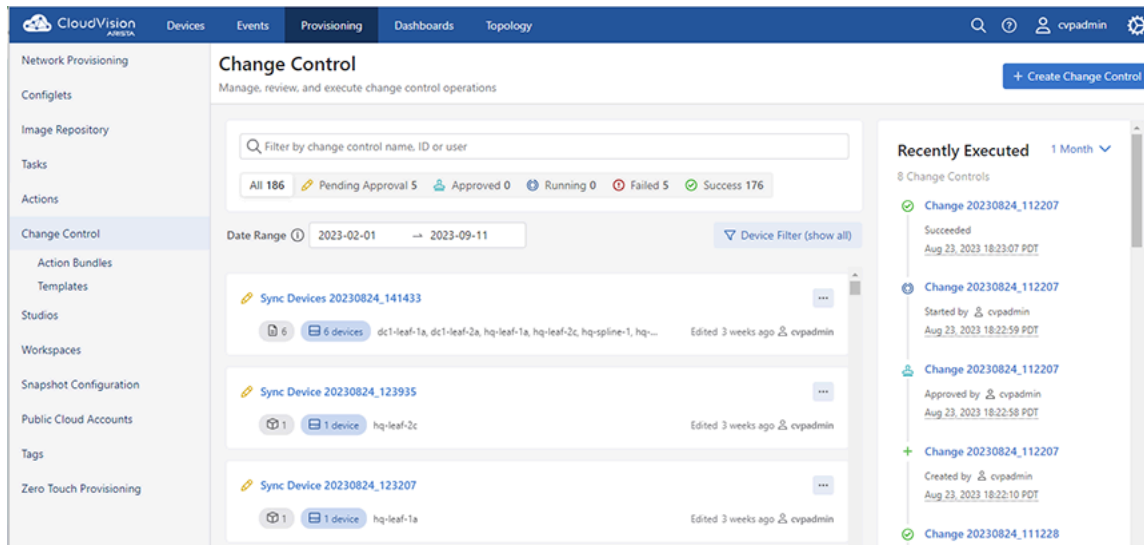 CloudVision
ARISTA
Devices
Events
Provisioning
Dashboards
Topology
cvpadmin
Network Provisioning
Configlets
Image Repository
Tasks
Actions
Change Control
Action Bundles
Templates
Studios
Workspaces
Snapshot Configuration
Public Cloud Accounts
Tags
Zero Touch Provisioning
Change Control
Manage, review, and execute change control operations
+ Create Change Control
Filter by change control name, ID or user
All 186
Pending Approval 5
Approved 0
Running 0
Failed 5
Success 176
Date Range
2023-02-01 → 2023-09-11
Device Filter (show all)
Sync Devices 20230824_141433
...
6
6 devices
dc1-leaf-1a, dc1-leaf-2a, hq-leaf-1a, hq-leaf-2c, hq-spline-1, hq-...
Edited 3 weeks ago cvpadmin
Sync Device 20230824_123935
...
1
1 device
hq-leaf-2c
Edited 3 weeks ago cvpadmin
Sync Device 20230824_123207
...
1
1 device
hq-leaf-1a
Edited 3 weeks ago cvpadmin
Recently Executed
1 Month
8 Change Controls
Change 20230824_112207
Succeeded
Aug 23, 2023 18:23:07 PDT
Change 20230824_112207
Started by cvpadmin
Aug 23, 2023 18:22:59 PDT
Change 20230824_112207
Approved by cvpadmin
Aug 23, 2023 18:22:58 PDT
Change 20230824_112207
Created by cvpadmin
Aug 23, 2023 18:22:10 PDT
Change 20230824_111228